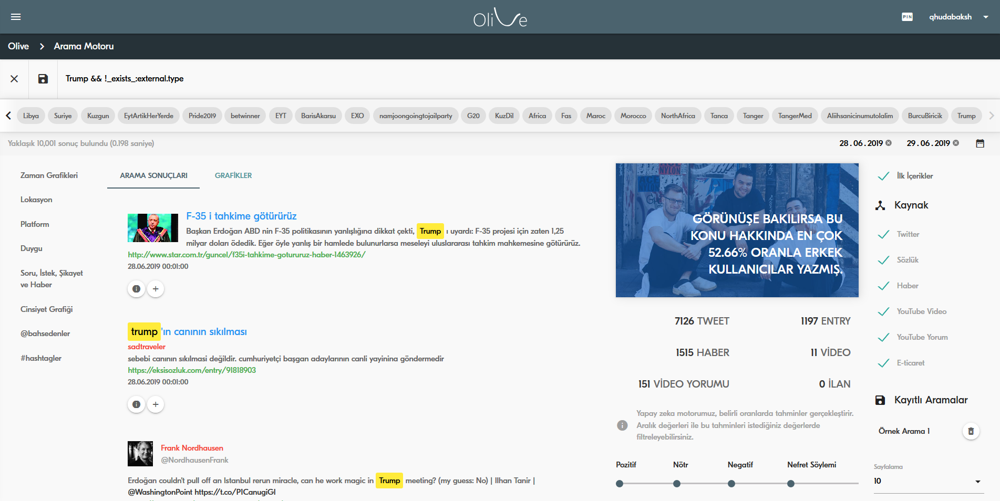 Olive
PIN
qhudabaksh
Olive
Arama Motoru
Trump && !_exists_:external.type
Libya
Suriye
Kuzgun
EytArtikHerYerde
Pride2019
betwinner
EYT
BarisAkarsu
EXO
namjoongoingtojailparty
G20
KuzDil
Africa
Fas
Maroc
Morocco
NorthAfrica
Tanca
Tanger
TangerMed
Aliihsanicinumutolalim
BurcuBiricik
Trump
Yaklaşık 10,001 sonuç bulundu (0.198 saniye)
28.06.2019
29.06.2019
Zaman Grafikleri
Lokasyon
Platform
Duygu
Soru, İstek, Şikayet
ve Haber
Cinsiyet Grafiği
@bahsedenler
#hashtagler
ARAMA SONUÇLARI
GRAFİKLER
F-35 i tahkime götürürüz
Başkan Erdoğan ABD nin F-35 politikasının yanlışlığına dikkat çekti, Trump ı uyardı: F-35 projesi için zaten 1,25
milyar doları ödedik. Eğer öyle yanlış bir hamlede bulunurlarsa meseleyi uluslararası tahkim mahkemesine götürürüz.
http://www.star.com.tr/guncel/f35i-tahkime-gotururuz-haber-1463926/
28.06.2019 00:01:00
trump 'ın canının sıkılması
sadtraveler
sebebi canının sıkılmasi değildir. cumhuriyetçi başgan adaylarının canli yayinina göndermedir
https://eksisozluk.com/entry/91818903
28.06.2019 00:01:00
Frank Nordhausen
@NordhausenFrank
Erdoğan couldn't pull off an Istanbul rerun miracle, can he work magic in Trump meeting? (my guess: No) | Ilhan Tanir |
@WashingtonPoint https://t.co/P1CanugiGI
NYLON
GÖRÜNÜŞE BAKILIRSA BU
KONU HAKKINDA EN ÇOK
52.66% ORANLA ERKEK
KULLANICILAR YAZMIŞ.
7126 TWEET
1197 ENTRY
1515 HABER
11 VİDEO
151 VİDEO YORUMU
0 İLAN
Yapay zeka motorumuz, belirli oranlarda tahminler gerçekleştirir.
Aralık değerleri ile bu tahminleri istediğiniz değerlerde
filtreleyebilirsiniz.
Pozitif
Nötr
Negatif
Nefret Söylemi
İlk İçerikler
Kaynak
Twitter
Sözlük
Haber
YouTube Video
YouTube Yorum
E-ticaret
Kayıtlı Aramalar
Örnek Arama 1
Sayfalama
10